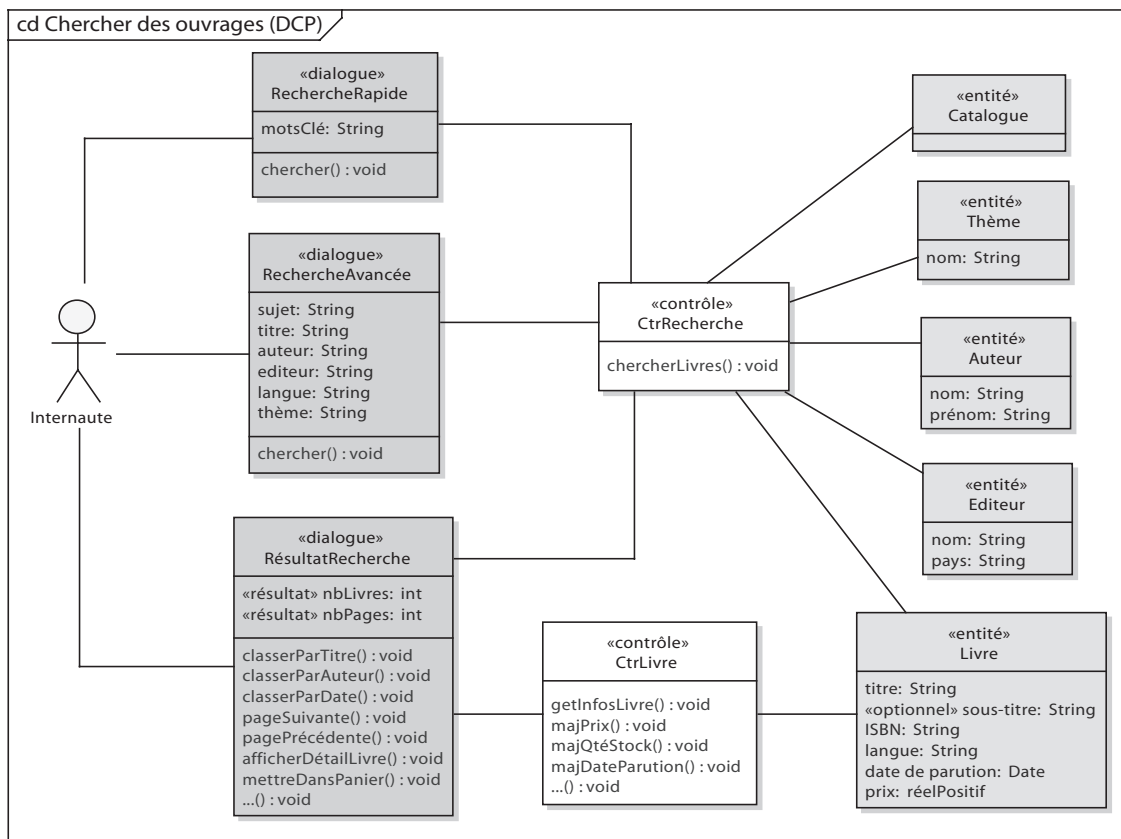 cd Chercher des ouvrages (DCP)
«dialogue»
RechercheRapide
motsClé: String
chercher() : void
«dialogue»
RechercheAvancée
sujet: String
titre: String
auteur: String
editeur: String
langue: String
thème: String
chercher() : void
Internaute
«dialogue»
RésultatRecherche
«résultat» nbLivres: int
«résultat» nbPages: int
classerParTitre() : void
classerParAuteur() : void
classerParDate() : void
pageSuivante() : void
pagePrécédente() : void
afficherDétailLivre() : void
mettreDansPanier() : void
...() : void
«contrôle»
CtrRecherche
chercherLivres() : void
«contrôle»
CtrLivre
getInfosLivre() : void
majPrix() : void
majQtéStock() : void
majDateParution() : void
...() : void
«entité»
Catalogue
«entité»
Thème
nom: String
«entité»
Auteur
nom: String
prénom: String
«entité»
Editeur
nom: String
pays: String
«entité»
Livre
titre: String
«optionnel» sous-titre: String
ISBN: String
langue: String
date de parution: Date
prix: réelPositif